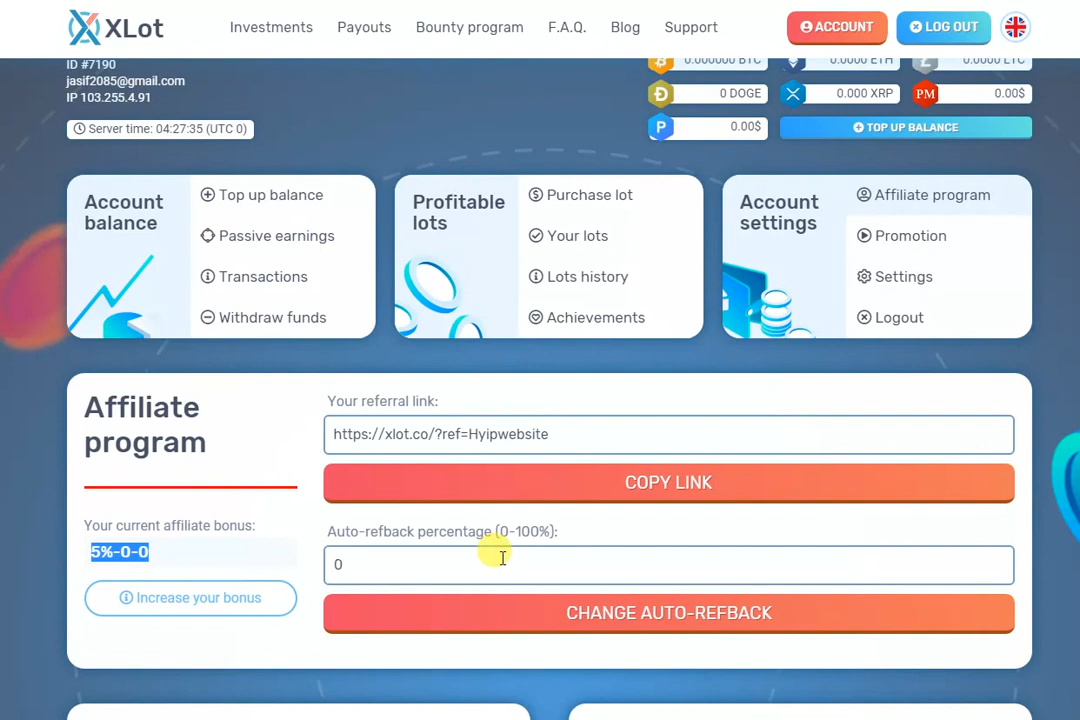 XLot
Investments
Payouts
Bounty program
F.A.Q.
Blog
Support
ACCOUNT
LOG OUT
ID #7190
jasif2085@gmail.com
IP 103.255.4.91
Server time: 04:27:35 (UTC 0)
0.000000 BTC
0.0000 ETH
0.0000 LTC
0 DOGE
0.000 XRP
PM
0.00$
P
0.00$
TOP UP BALANCE
Account
balance
Top up balance
Passive earnings
Transactions
Withdraw funds
Profitable
lots
Purchase lot
Your lots
Lots history
Achievements
Account
settings
Affiliate program
Promotion
Settings
Logout
Affiliate
program
Your current affiliate bonus:
5%-0-0
Increase your bonus
Your referral link:
https://xlot.co/?ref=Hyipwebsite
COPY LINK
Auto-refback percentage (0-100%):
0
CHANGE AUTO-REFBACK